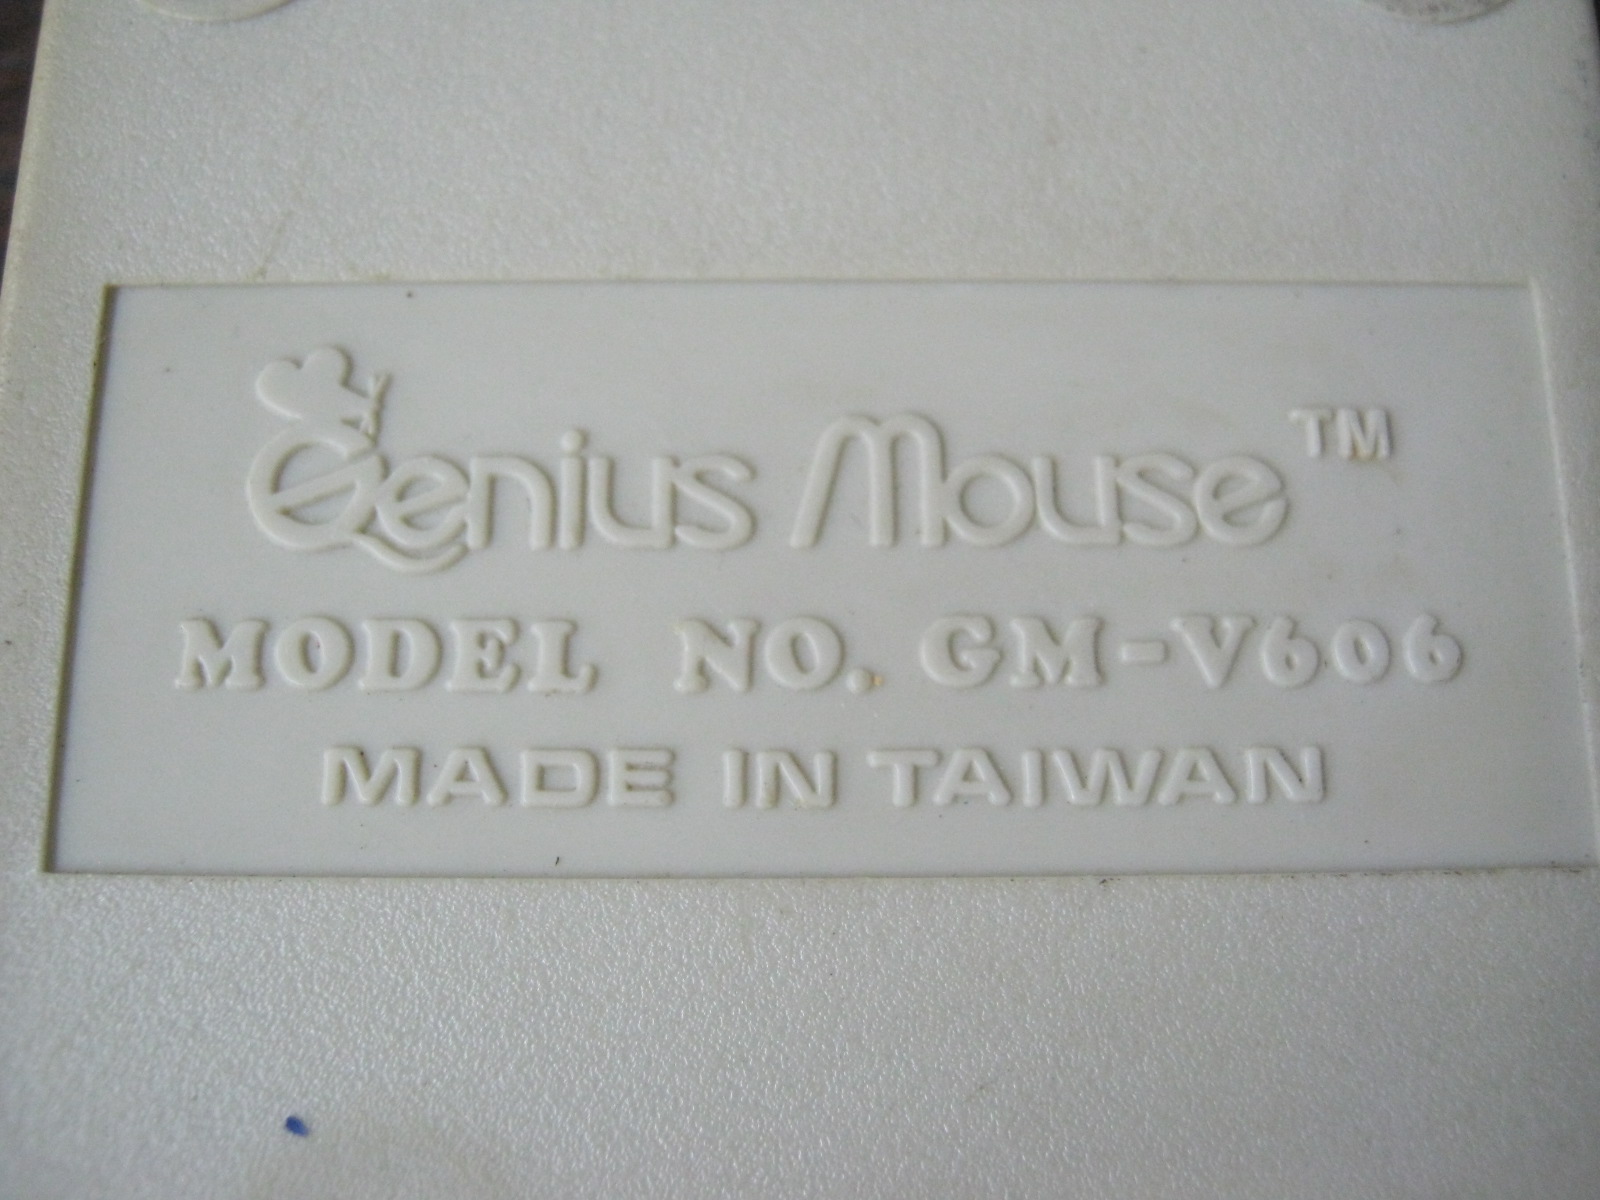 Genius Mouse™
MODEL NO. GM-V606
MADE IN TAIWAN